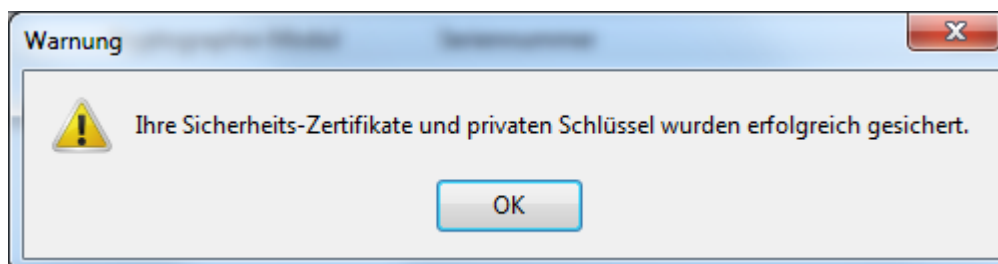 Warnung
Ihre Sicherheits-Zertifikate und privaten Schlüssel wurden erfolgreich gesichert.
OK